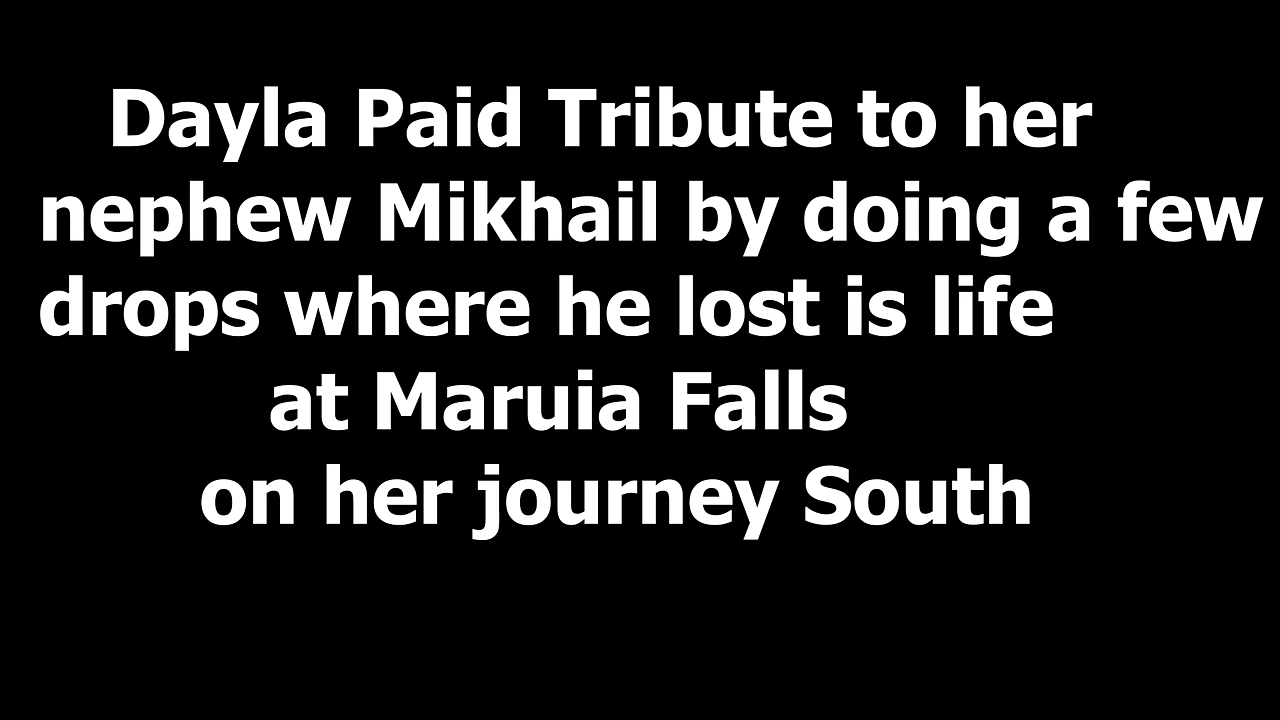 Dayla Paid Tribute to her
nephew Mikhail by doing a few
drops where he lost is life
at Maruia Falls
on her journey South